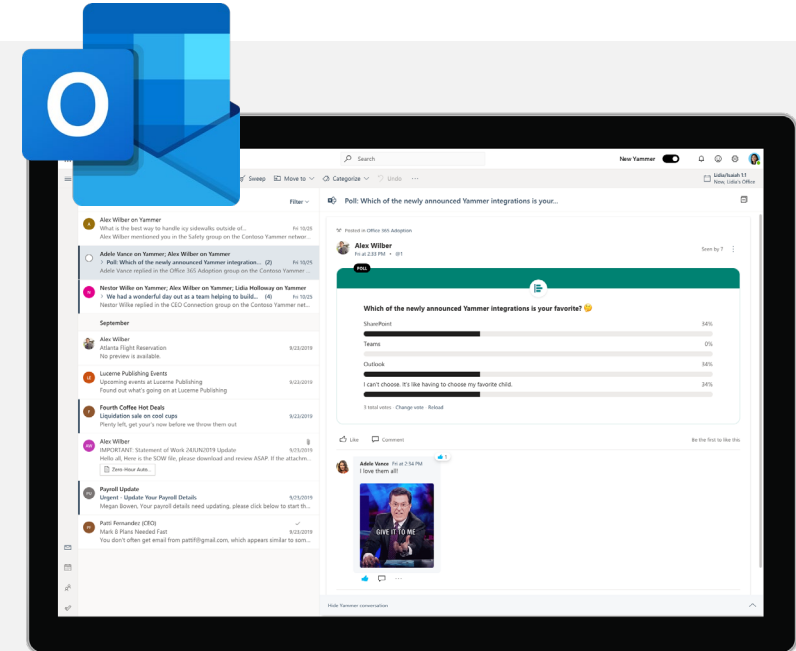 O
Search
New Yammer
Sweep
Move to
Categorize
Undo
...
Lidia/Isaiah 1:1
Now, Lidia's Office
Filter
Alex Wilber on Yammer
What is the best way to handle icy sidewalks outside of...
Fri 10/28
Alex Wilber mentioned you in the Safety group on the Contoso Yammer networ...
Adele Vance on Yammer; Alex Wilber on Yammer
> Poll: Which of the newly announced Yammer integration... (2)
Fri 10/25
Adele Vance replied in the Office 365 Adoption group on the Contoso Yammer ...
Nestor Wilke on Yammer; Alex Wilber on Yammer; Lidia Holloway on Yammer
> We had a wonderful day out as a team helping to build... (4)
Fri 10/25
Nestor Wilke replied in the CEO Connection group on the Contoso Yammer net...
September
Alex Wilber
Atlanta Flight Reservation
9/23/2019
No preview is available.
Lucerne Publishing Events
Upcoming events at Lucerne Publishing
9/23/2019
Found out what's going on at Lucerne Publishing
Fourth Coffee Hot Deals
Liquidation sale on cool cups
9/23/2019
Plenty left, get your's now before we throw them out
Alex Wilber
IMPORTANT: Statement of Work 24JUN2019 Update
9/23/2019
Hello all, Here is the SOW file, please download and review ASAP. If the attachm...
Zero-Hour Auto...
Payroll Update
Urgent - Update Your Payroll Details
9/23/2019
Megan Bowen, Your payroll details need updating. please click below to start th...
Patti Fernandez (CEO)
Mark 8 Plans Needed Fast
9/23/2019
You don't often get email from pattif@gmail.com, which appears similar to som...
Poll: Which of the newly announced Yammer integrations is your...
Posted in Office 365 Adoption
Alex Wilber
Fri at 2:33 PM
Seen by 7
POLL
Which of the newly announced Yammer integrations is your favorite? 🤔
SharePoint
34%
Teams
0%
Outlook
34%
I can't choose. It's like having to choose my favorite child.
34%
3 total votes Change vote Reload
Like
Comment
Be the first to like this
1
Adele Vance Fri at 2:54 PM
I love them all!
GIVE IT TO ME
...
Hide Yammer conversation